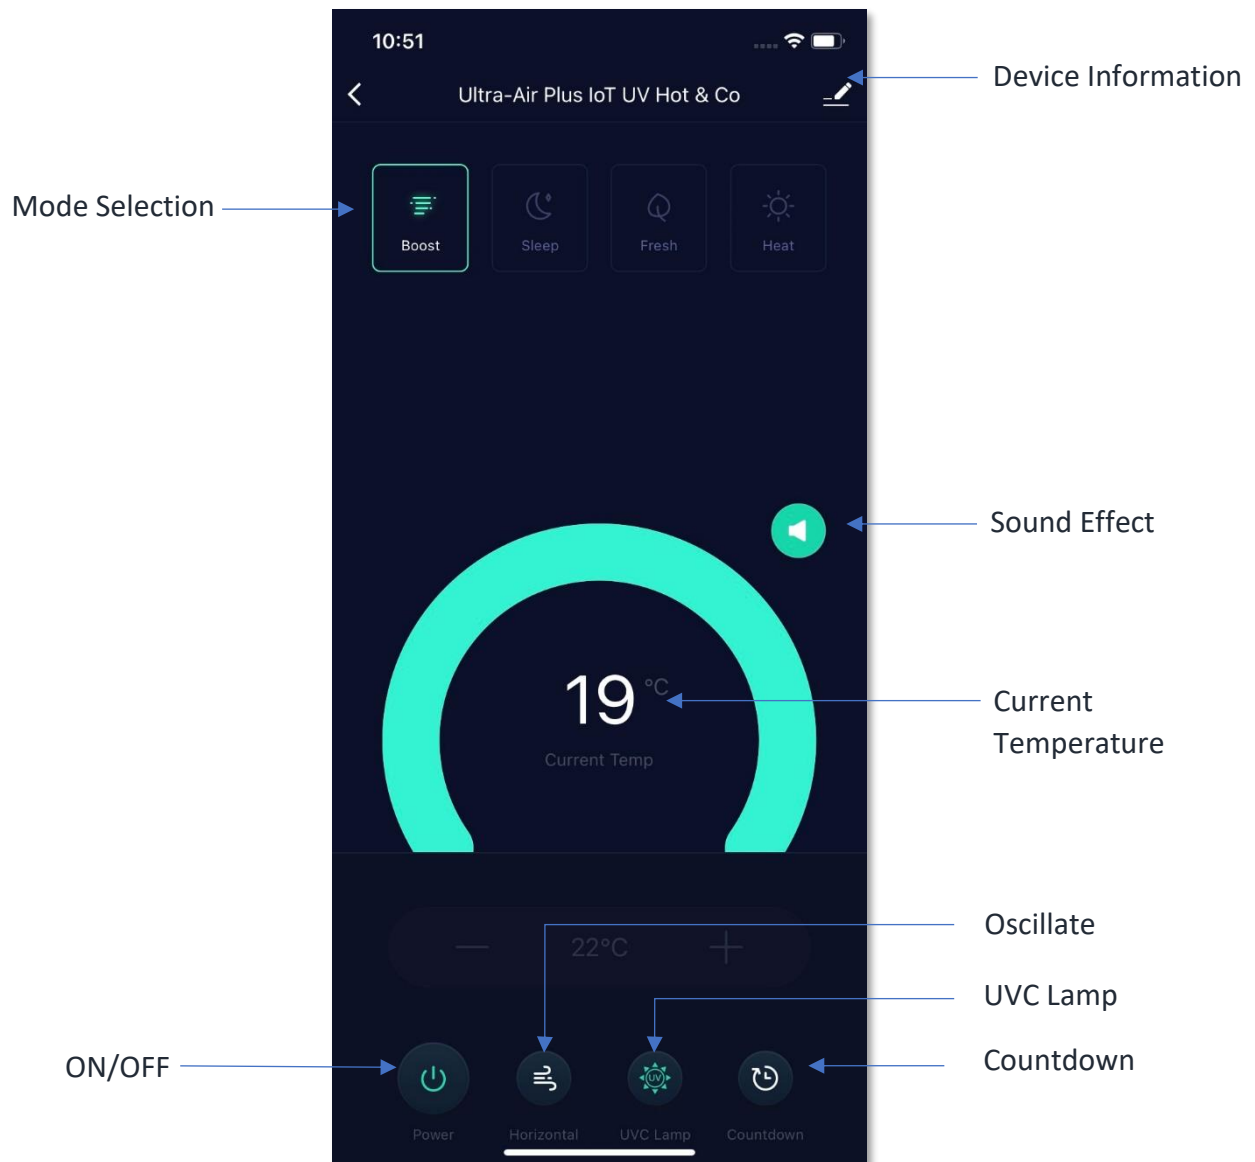 10:51
Device Information
Ultra-Air Plus IoT UV Hot & Co
Mode Selection
Boost
Sleep
Fresh
Heat
Sound Effect
19 °C
Current Temp
Current
Temperature
Oscillate
22°C
UVC Lamp
UV
ON/OFF
Countdown
Power
Horizontal
UVC Lamp
Countdown